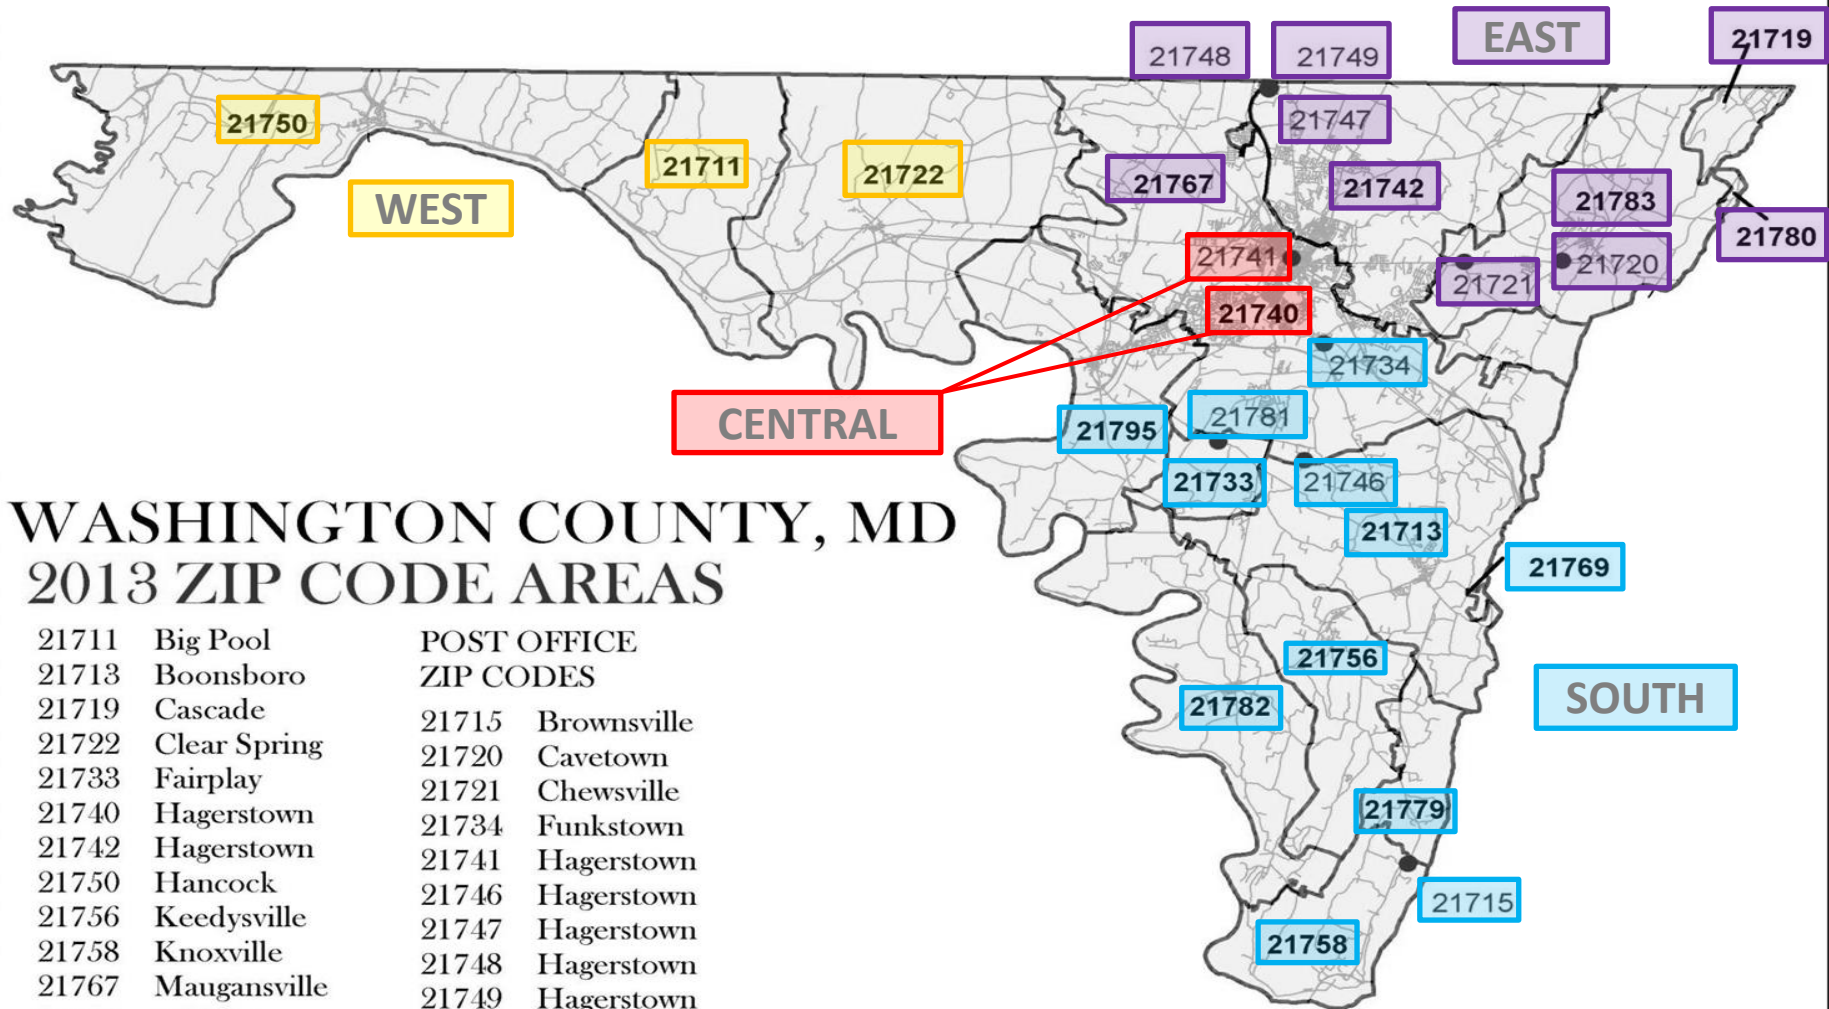 21748
21749
EAST
21719
21750
21747
21711
21722
21767
21742
21783
WEST
21780
21741
21720
21721
21740
21734
CENTRAL
21781
21795
21733
21746
21713
21769
WASHINGTON COUNTY, MD
2013 ZIP CODE AREAS
21711 Big Pool
21713 Boonsboro
21719 Cascade
21722 Clear Spring
21733 Fairplay
21740 Hagerstown
21742 Hagerstown
21750 Hancock
21756 Keedysville
21758 Knoxville
21767 Maugansville
POST OFFICE
ZIP CODES
21715 Brownsville
21720 Cavetown
21721 Chewsville
21734 Funkstown
21741 Hagerstown
21746 Hagerstown
21747 Hagerstown
21748 Hagerstown
21749 Hagerstown
21756
21782
SOUTH
21779
21715
21758